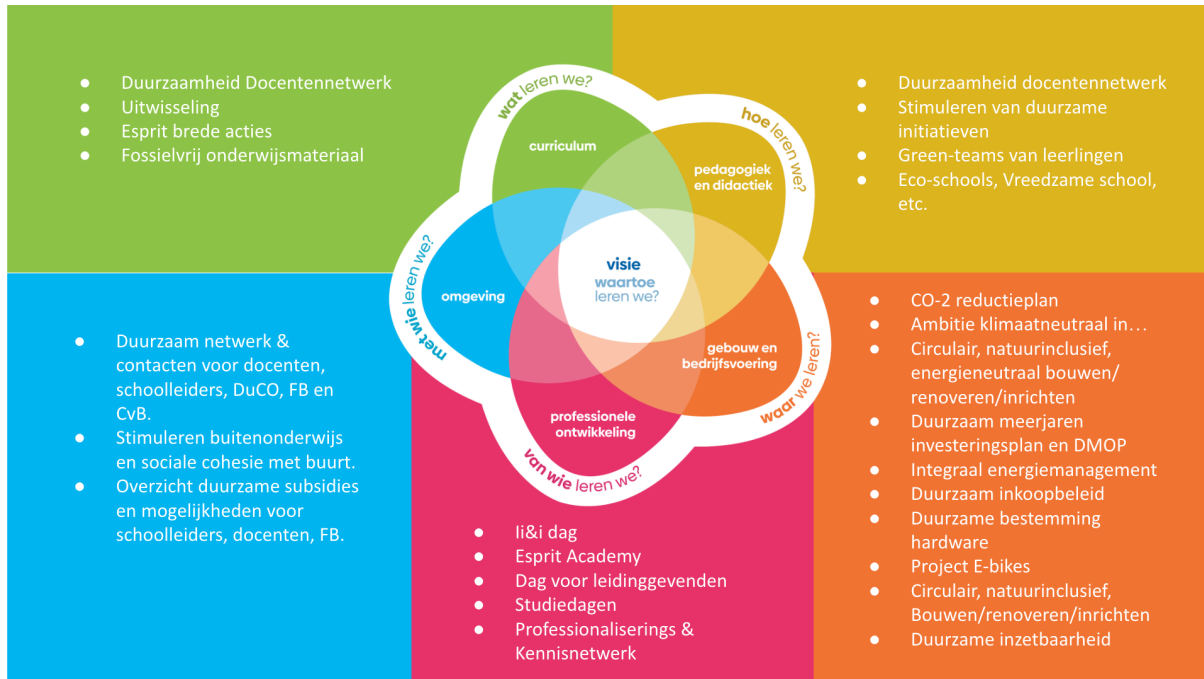 Duurzaamheid Docentennetwerk
Uitwisseling
Esprit brede acties
Fossielvrij onderwijsmateriaal
Duurzaamheid docentennetwerk
Stimuleren van duurzame
initiatieven
Green-teams van leerlingen
Eco-schools, Vreedzame school,
etc.
wat leren we?
curriculum
hoe leren we?
pedagogiek
en didactiek
met wie leren we?
omgeving
visie
waartoe
leren we?
gebouw en
bedrijfsvoering
waar we leren?
professionele
ontwikkeling
van wie leren we?
Duurzaam netwerk &
contacten voor docenten,
schoolleiders, DuCO, FB en
CvB.
Stimuleren buitenonderwijs
en sociale cohesie met buurt.
Overzicht duurzame subsidies
en mogelijkheden voor
schoolleiders, docenten, FB.
Ii&i dag
Esprit Academy
Dag voor leidinggevenden
Studiedagen
Professionaliserings &
Kennisnetwerk
CO-2 reductieplan
Ambitie klimaatneutraal in…
Circulair, natuurinclusief,
energieneutraal bouwen/
renoveren/inrichten
Duurzaam meerjaren
investeringsplan en DMOP
Integraal energiemanagement
Duurzaam inkoopbeleid
Duurzame bestemming
hardware
Project E-bikes
Circulair, natuurinclusief,
Bouwen/renoveren/inrichten
Duurzame inzetbaarheid